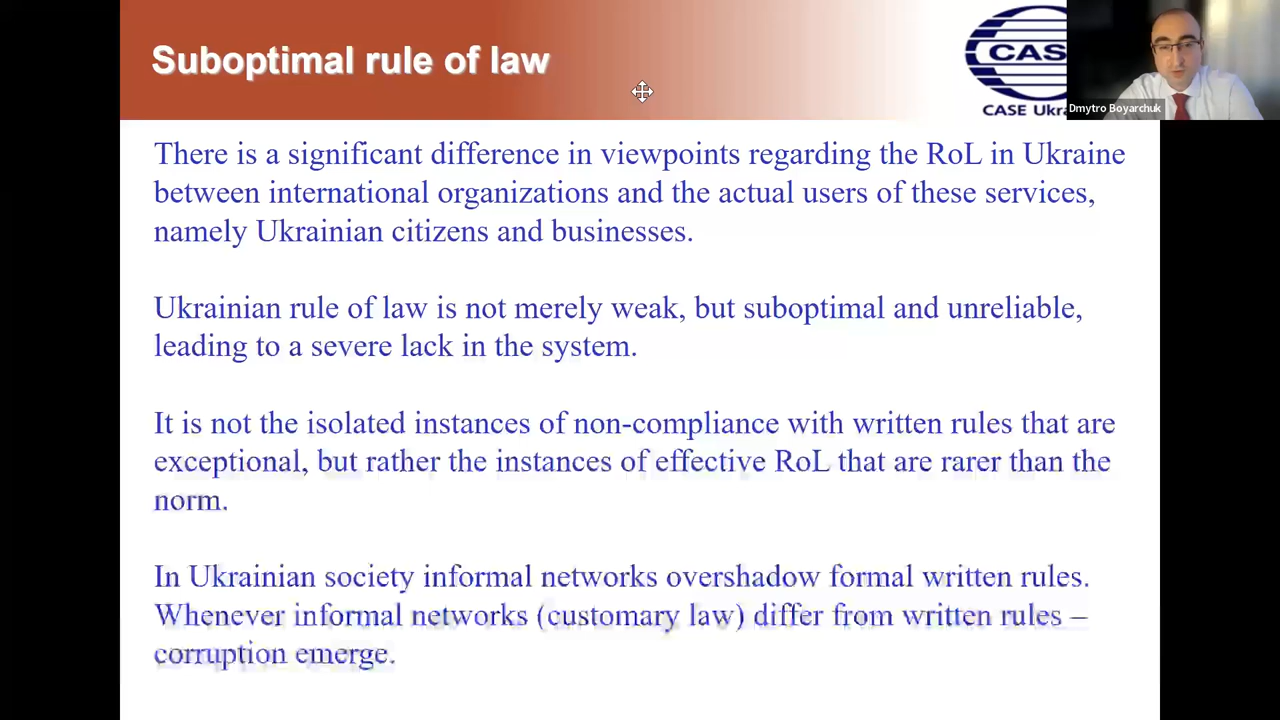 Suboptimal rule of law
CASE
CASE Ukra
Dmytro Boyarchuk
There is a significant difference in viewpoints regarding the RoL in Ukraine
between international organizations and the actual users of these services,
namely Ukrainian citizens and businesses.
Ukrainian rule of law is not merely weak, but suboptimal and unreliable,
leading to a severe lack in the system.
It is not the isolated instances of non-compliance with written rules that are
exceptional, but rather the instances of effective RoL that are rarer than the
norm.
In Ukrainian society informal networks overshadow formal written rules.
Whenever informal networks (customary law) differ from written rules –
corruption emerge.